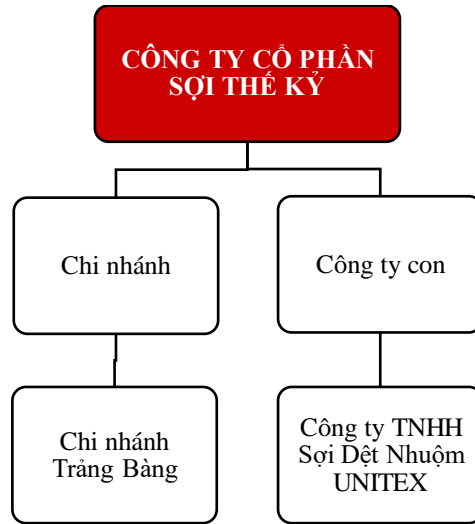 CÔNG TY CỔ PHẦN
SỢI THẾ KỶ
Chi nhánh
Công ty con
Chi nhánh
Trảng Bàng
Công ty TNHH
Sợi Dệt Nhuộm
UNITEX